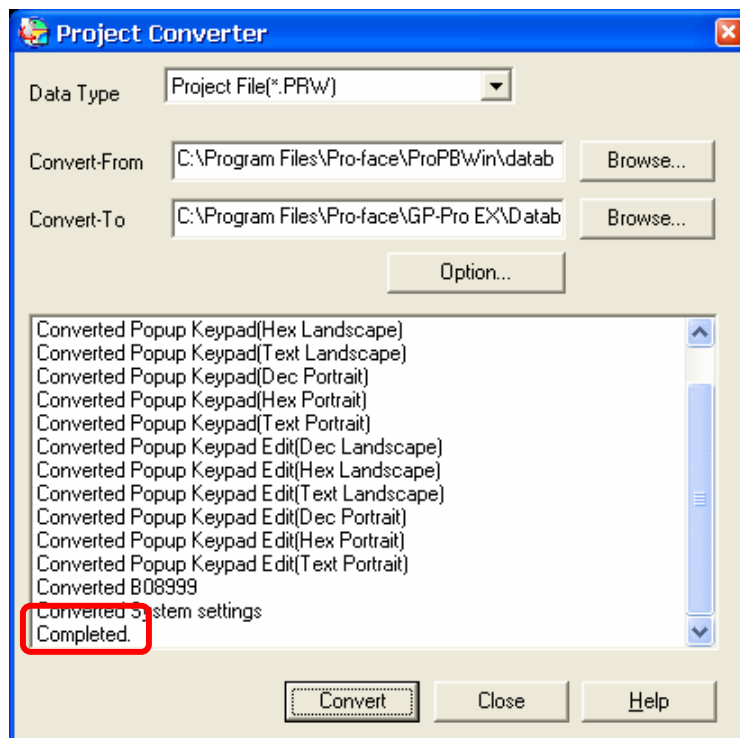 Project Converter
Data Type Project File(*.PRW)
Convert-From C:\Program Files\Pro-face\ProPBWin\datab Browse...
Convert-To C:\Program Files\Pro-face\GP-Pro EX\Datab Browse...
Option...
Converted Popup Keypad(Hex Landscape)
Converted Popup Keypad(Text Landscape)
Converted Popup Keypad(Dec Portrait)
Converted Popup Keypad(Hex Portrait)
Converted Popup Keypad(Text Portrait)
Converted Popup Keypad Edit(Dec Landscape)
Converted Popup Keypad Edit(Hex Landscape)
Converted Popup Keypad Edit(Text Landscape)
Converted Popup Keypad Edit(Dec Portrait)
Converted Popup Keypad Edit(Hex Portrait)
Converted Popup Keypad Edit(Text Portrait)
Converted B08999
Converted System settings
Completed.
Convert Close Help